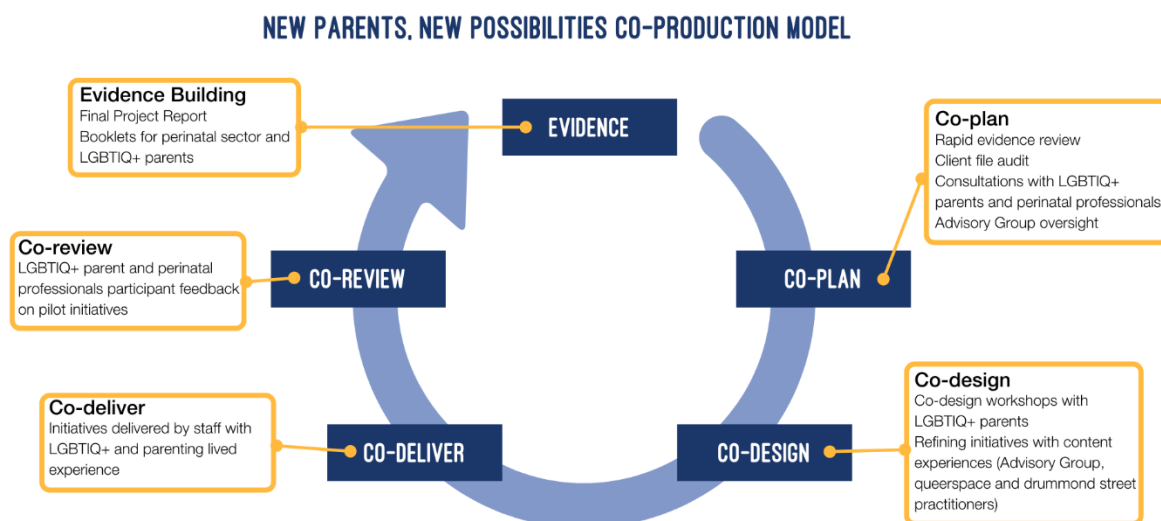 NEW PARENTS, NEW POSSIBILITIES CO-PRODUCTION MODEL
Evidence Building
Final Project Report
Booklets for perinatal sector and
LGBTIQ+ parents
EVIDENCE
Co-plan
Rapid evidence review
Client file audit
Consultations with LGBTIQ+
parents and perinatal professionals
Advisory Group oversight
Co-review
LGBTIQ+ parent and perinatal
professionals participant feedback
on pilot initiatives
CO-REVIEW
CO-PLAN
Co-design
Co-design workshops with
LGBTIQ+ parents
Refining initiatives with content
experiences (Advisory Group,
queerspace and drummond street
practitioners)
Co-deliver
Initiatives delivered by staff with
LGBTIQ+ and parenting lived
experience
CO-DELIVER
CO-DESIGN